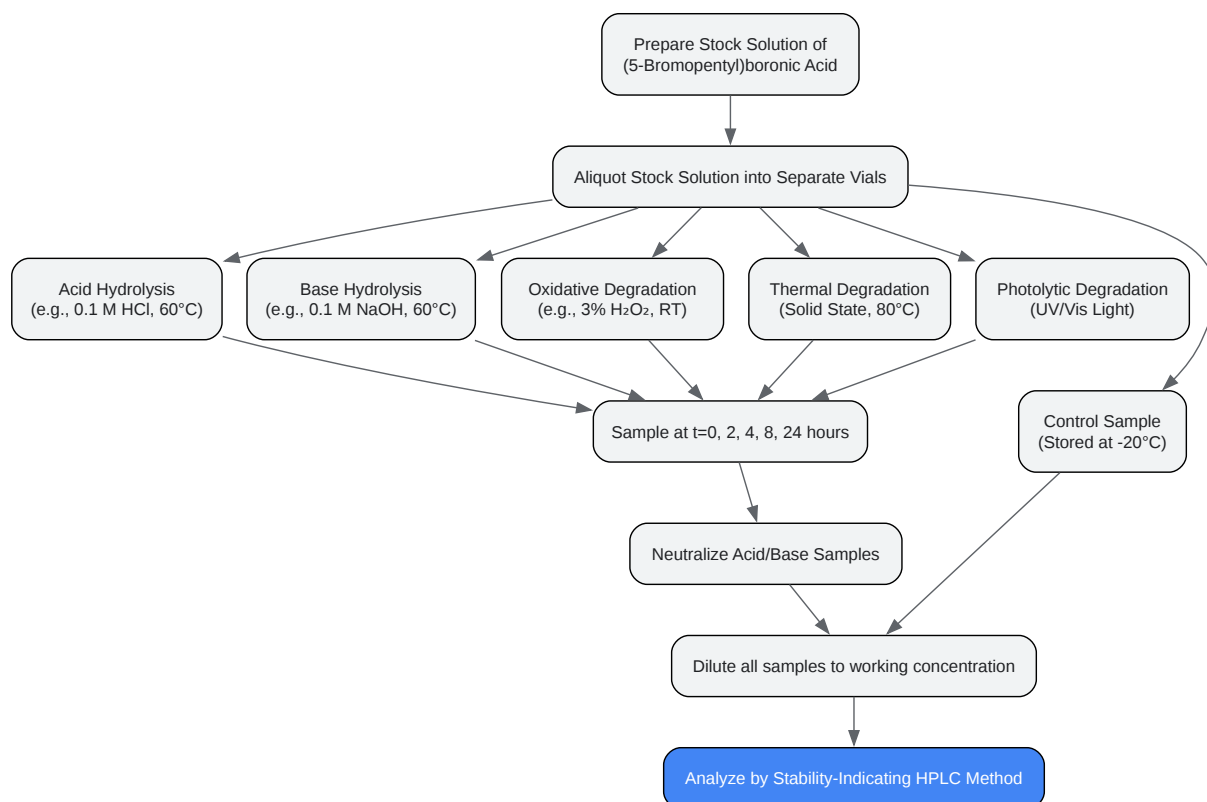 Prepare Stock Solution of
(5-Bromopentyl)boronic Acid
Aliquot Stock Solution into Separate Vials
Acid Hydrolysis
(e.g., 0.1 M HCl, 60°C)
Base Hydrolysis
(e.g., 0.1 M NaOH, 60°C)
Oxidative Degradation
(e.g., 3% H₂O₂, RT)
Thermal Degradation
(Solid State, 80°C)
Photolytic Degradation
(UV/Vis Light)
Sample at t=0, 2, 4, 8, 24 hours
Control Sample
(Stored at -20°C)
Neutralize Acid/Base Samples
Dilute all samples to working concentration
Analyze by Stability-Indicating HPLC Method